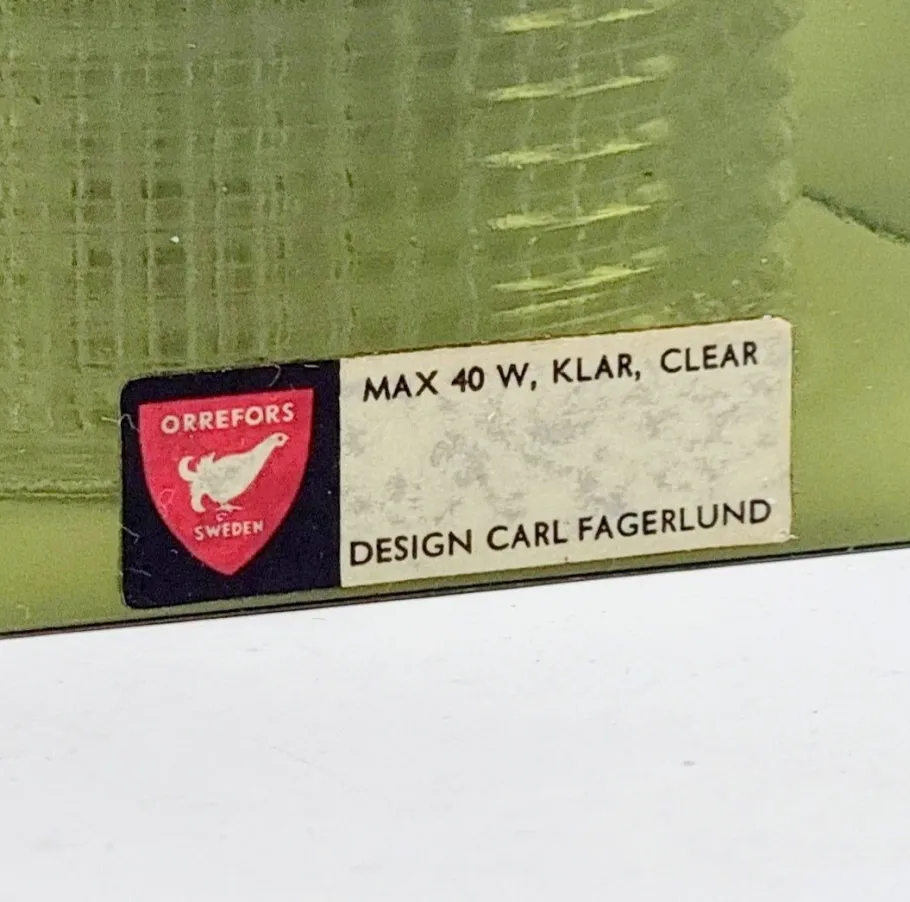 ORREFORS
SWEDEN
MAX 40 W, KLAR, CLEAR
DESIGN CARL FAGERLUND